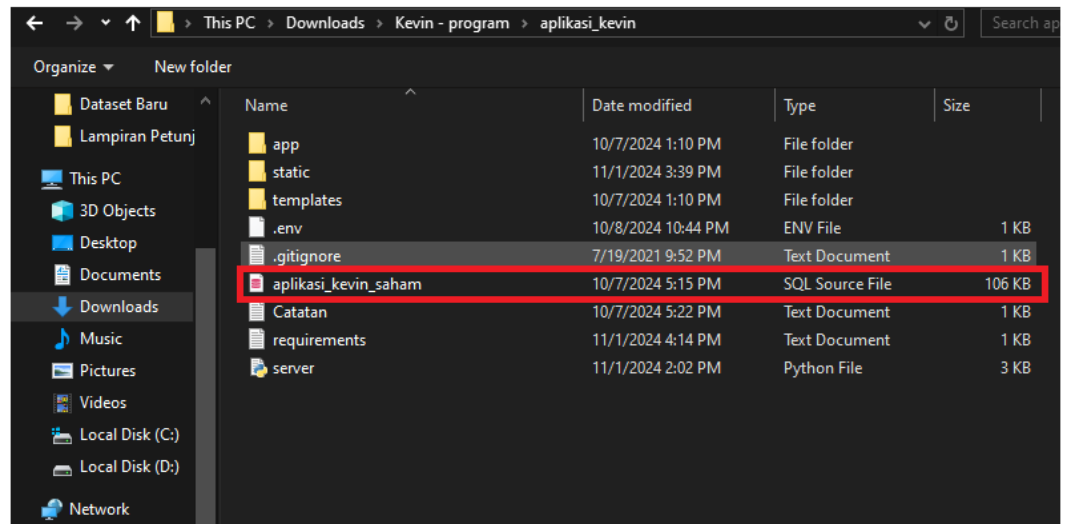 This PC > Downloads > Kevin - program > aplikasi_kevin
Search ap
Organize
New folder
Dataset Baru
Lampiran Petunj
This PC
3D Objects
Desktop
Documents
Downloads
Music
Pictures
Videos
Local Disk (C:)
Local Disk (D:)
Network
Name Date modified Type Size
app 10/7/2024 1:10 PM File folder
static 11/1/2024 3:39 PM File folder
templates 10/7/2024 1:10 PM File folder
.env 10/8/2024 10:44 PM ENV File 1 KB
.gitignore 7/19/2021 9:52 PM Text Document 1 KB
aplikasi_kevin_saham 10/7/2024 5:15 PM SQL Source File 106 KB
Catatan 10/7/2024 5:22 PM Text Document 1 KB
requirements 11/1/2024 4:14 PM Text Document 1 KB
server 11/1/2024 2:02 PM Python File 3 KB